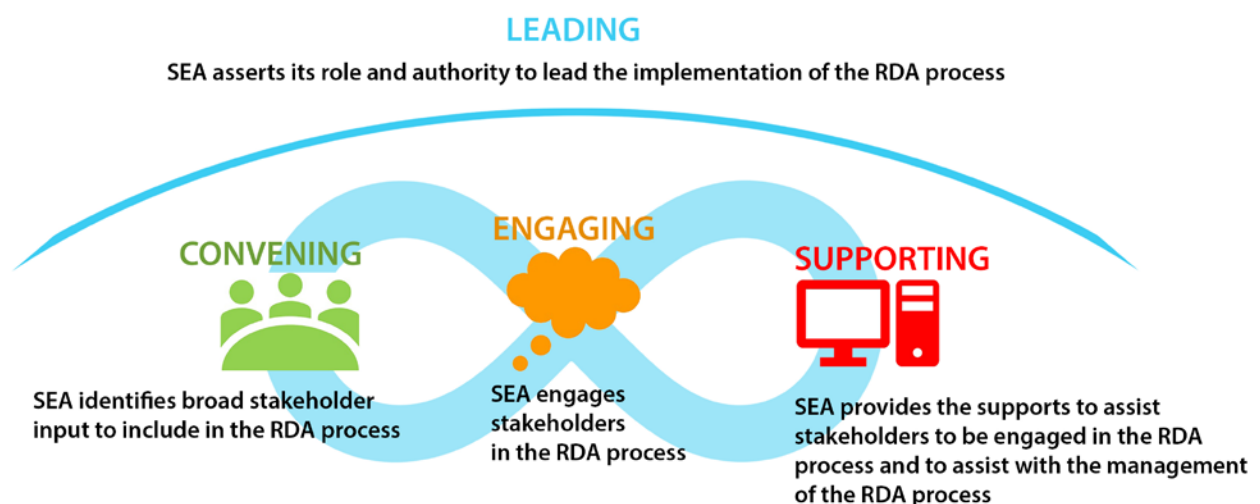 LEADING
SEA asserts its role and authority to lead the implementation of the RDA process
CONVENING
SEA identifies broad stakeholder
input to include in the RDA process
ENGAGING
SEA engages
stakeholders
in the RDA process
SUPPORTING
SEA provides the supports to assist
stakeholders to be engaged in the RDA
process and to assist with the management
of the RDA process